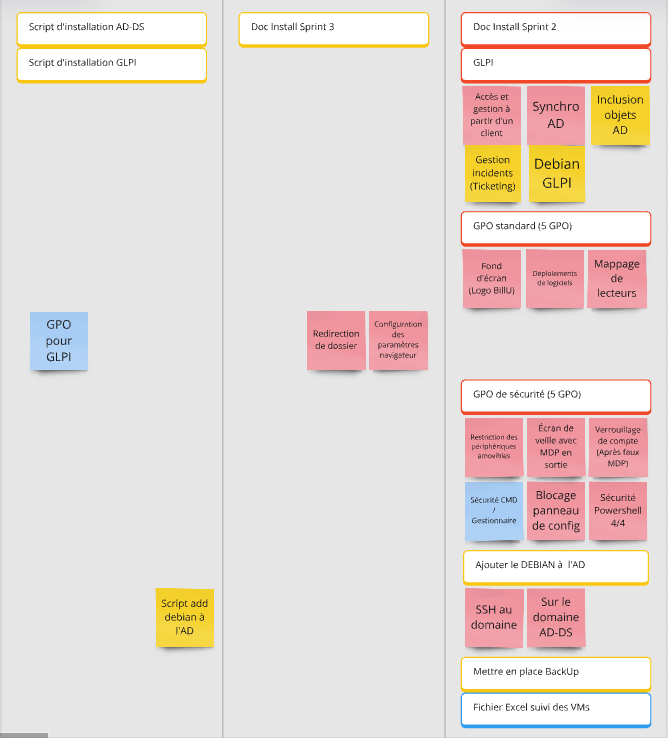 Script d'installation AD-DS
Script d'installation GLPI
GPO
pour
GLPI
Script add
debian à
l'AD
Doc Install Sprint 3
Redirection
de dossier
Configuration
des
paramètres
navigateur
Doc Install Sprint 2
GLPI
Accès et
gestion à
partir d'un
client
Synchro
AD
Inclusion
objets
AD
Gestion
incidents
(Ticketing)
Debian
GLPI
GPO standard (5 GPO)
Fond
d'écran
(Logo BillU)
Déploiements
de logiciels
Mappage
de
lecteurs
GPO de sécurité (5 GPO)
Restriction des
périphériques
amovibles
Écran de
veille avec
MDP en
sortie
Verrouillage
de compte
(Après faux
MDP)
Sécurité CMD
/
Gestionnaire
Blocage
panneau
de config
Sécurité
Powershell
4/4
Ajouter le DEBIAN à l'AD
SSH au
domaine
Sur le
domaine
AD-DS
Mettre en place BackUp
Fichier Excel suivi des VMs